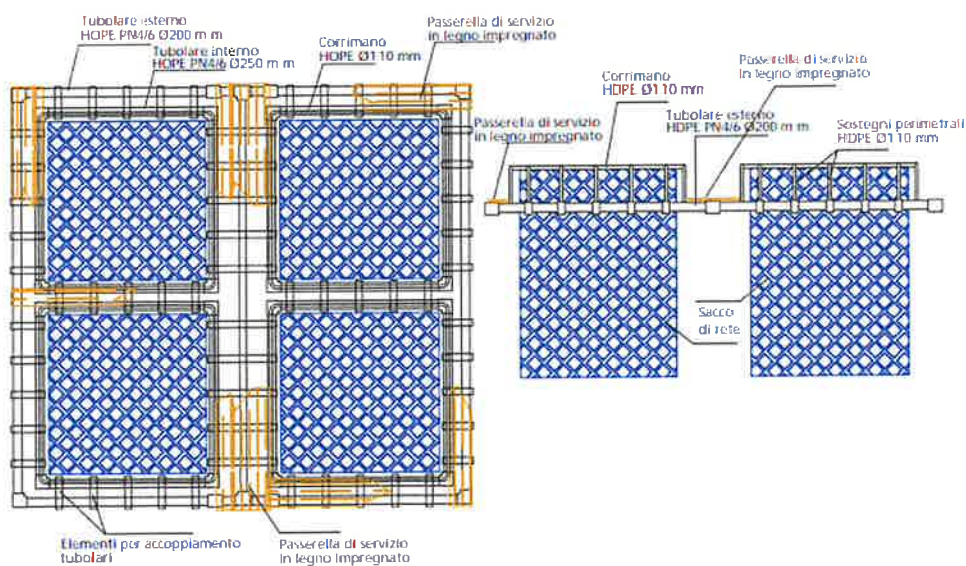 Tubolare esterno
HDPE PN4/6 Ø200 m m
Tubolare interno
HDPE PN4/6 Ø250 m m
Corrimano
HDPE Ø110 mm
Passerella di servizio
in legno impregnato
Elementi per accoppiamento
tubolari
Passerella di servizio
in legno impregnato
Passerella di servizio
in legno impregnato
Corrimano
HDPE Ø110 mm
Tubolare esterno
HDPE PN4/6 Ø200 m m
Passerella di servizio
in legno impregnato
Sostegni perimetrali
HDPE Ø110 mm
Sacco
di rete